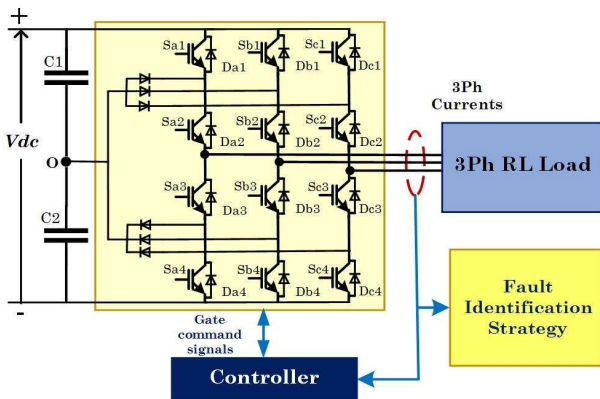 +
C1
Vdc
O
C2
-
Sa1
Sb1
Sc1
Da1
Db1
Dc1
Sa2
Sb2
Sc2
Da2
Db2
Dc2
Sa3
Sb3
Sc3
Da3
Db3
Dc3
Sa4
Sb4
Sc4
Da4
Db4
Dc4
3Ph
Currents
3Ph RL Load
Fault
Identification
Strategy
Gate
command
signals
Controller